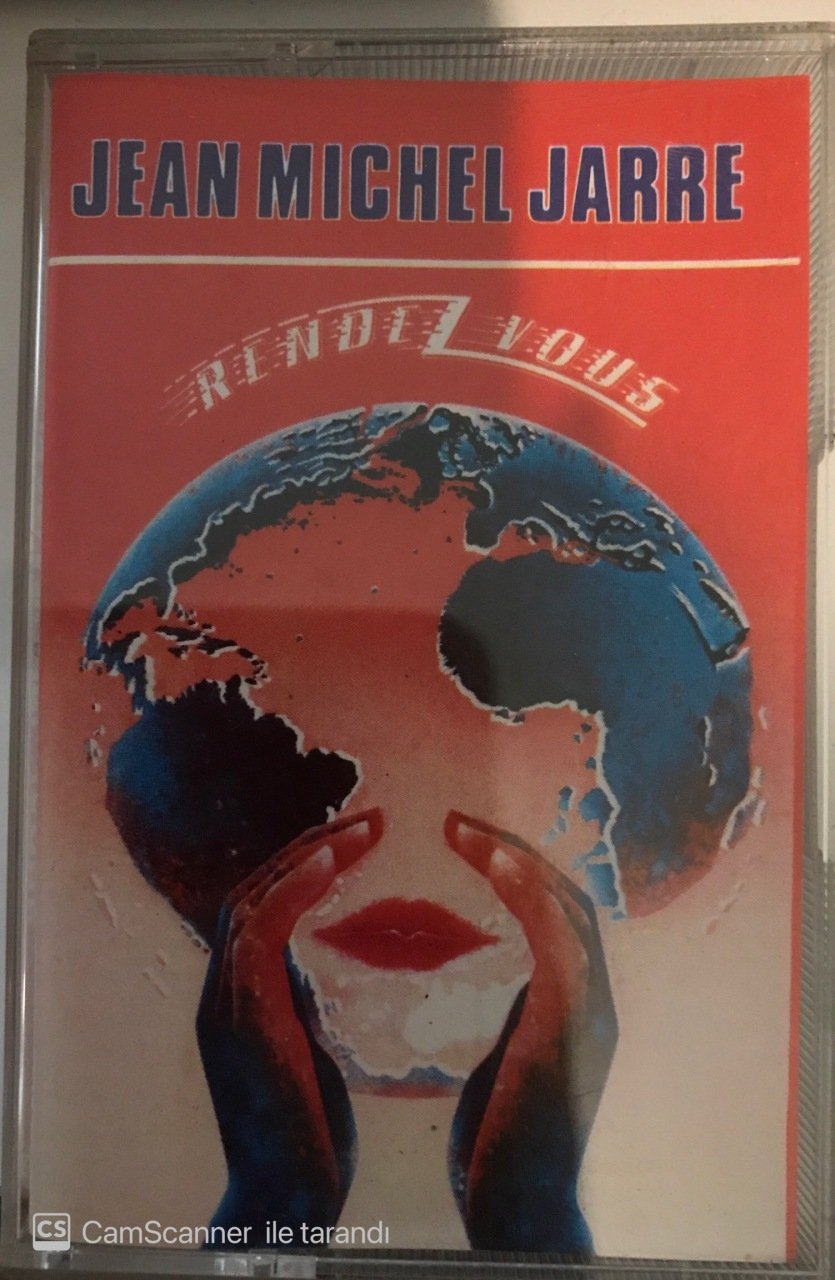 JEAN MICHEL JARRE
RENDEZ VOUS
CS CamScanner ile tarandı